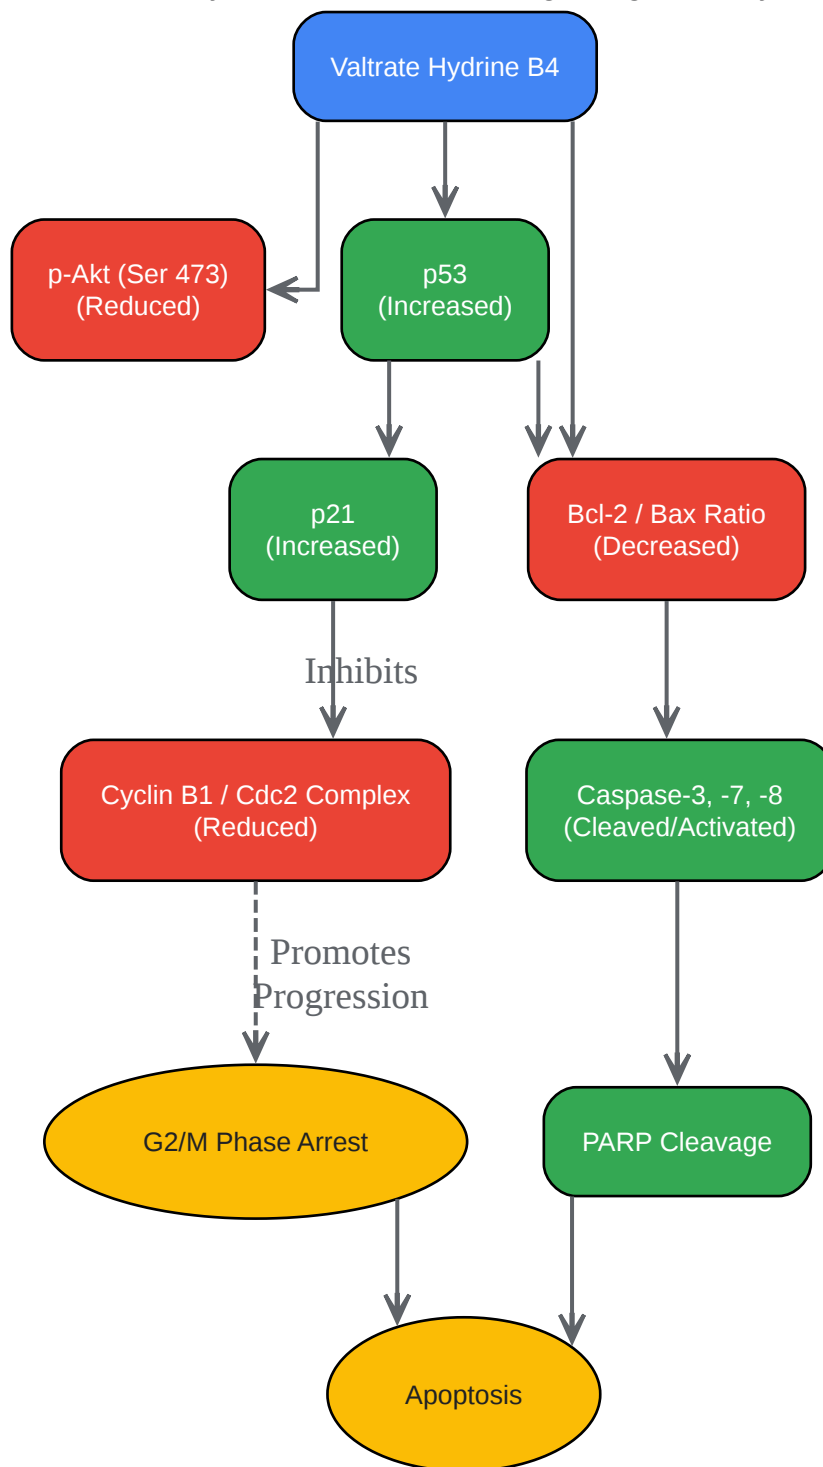 Valtrate Hydrine B4
p-Akt (Ser 473)
(Reduced)
p53
(Increased)
p21
(Increased)
Bcl-2 / Bax Ratio
(Decreased)
Inhibits
Cyclin B1 / Cdc2 Complex
(Reduced)
Caspase-3, -7, -8
(Cleaved/Activated)
Promotes
Progression
G2/M Phase Arrest
PARP Cleavage
Apoptosis